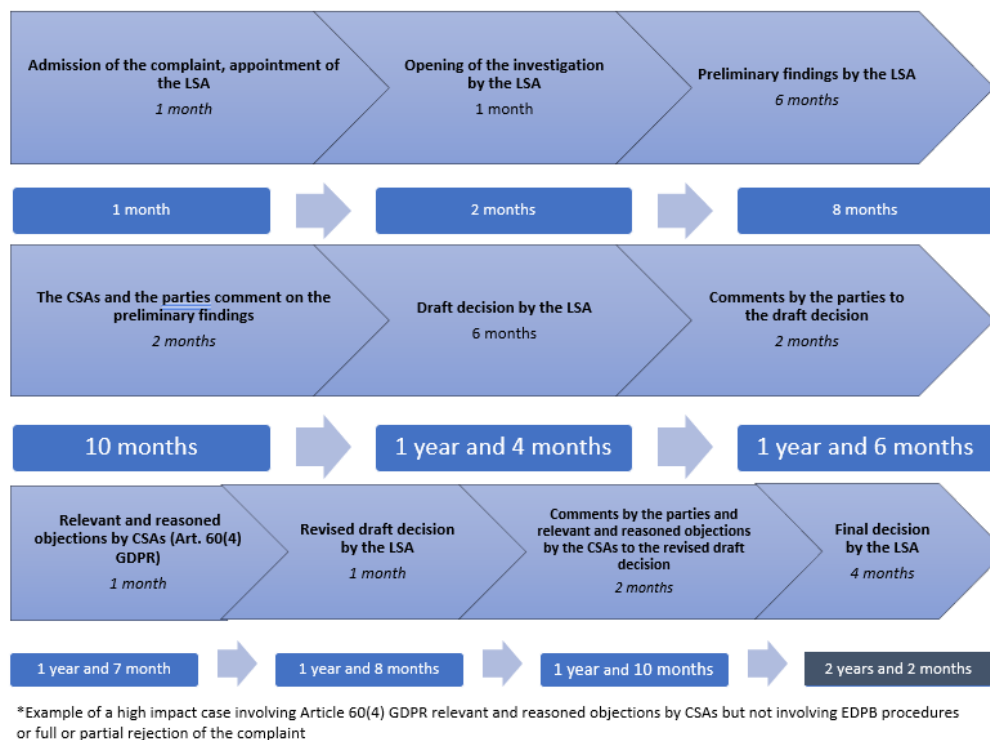 Admission of the complaint, appointment of
the LSA
1 month
Opening of the investigation
by the LSA
1 month
Preliminary findings by the LSA
6 months
1 month
2 months
8 months
The CSAs and the parties comment on the
preliminary findings
2 months
Draft decision by the LSA
6 months
Comments by the parties to
the draft decision
2 months
10 months
1 year and 4 months
1 year and 6 months
Relevant and reasoned
objections by CSAs (Art. 60(4)
GDPR)
1 month
Revised draft decision
by the LSA
1 month
Comments by the parties and
relevant and reasoned objections
by the CSAs to the revised draft
decision
2 months
Final decision
by the LSA
4 months
1 year and 7 month
1 year and 8 months
1 year and 10 months
2 years and 2 months
*Example of a high impact case involving Article 60(4) GDPR relevant and reasoned objections by CSAs but not involving EDPB procedures
or full or partial rejection of the complaint